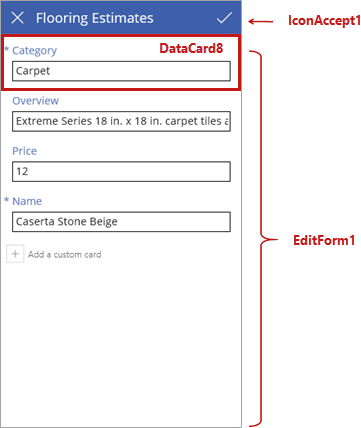 Flooring Estimates
IconAccept1
DataCard8
* Category
Carpet
Overview
Extreme Series 18 in. x 18 in. carpet tiles a
Price
12
* Name
Caserta Stone Beige
Add a custom card
EditForm1